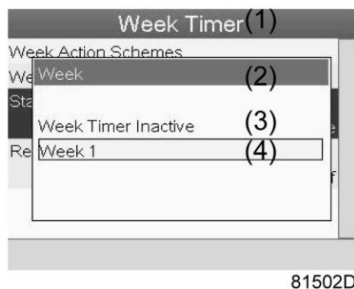 Week Timer(1)
Week Action Schemes
We
Week (2)
Sta
Week Timer Inactive (3)
e
Re Week 1 (4)
f
81502D